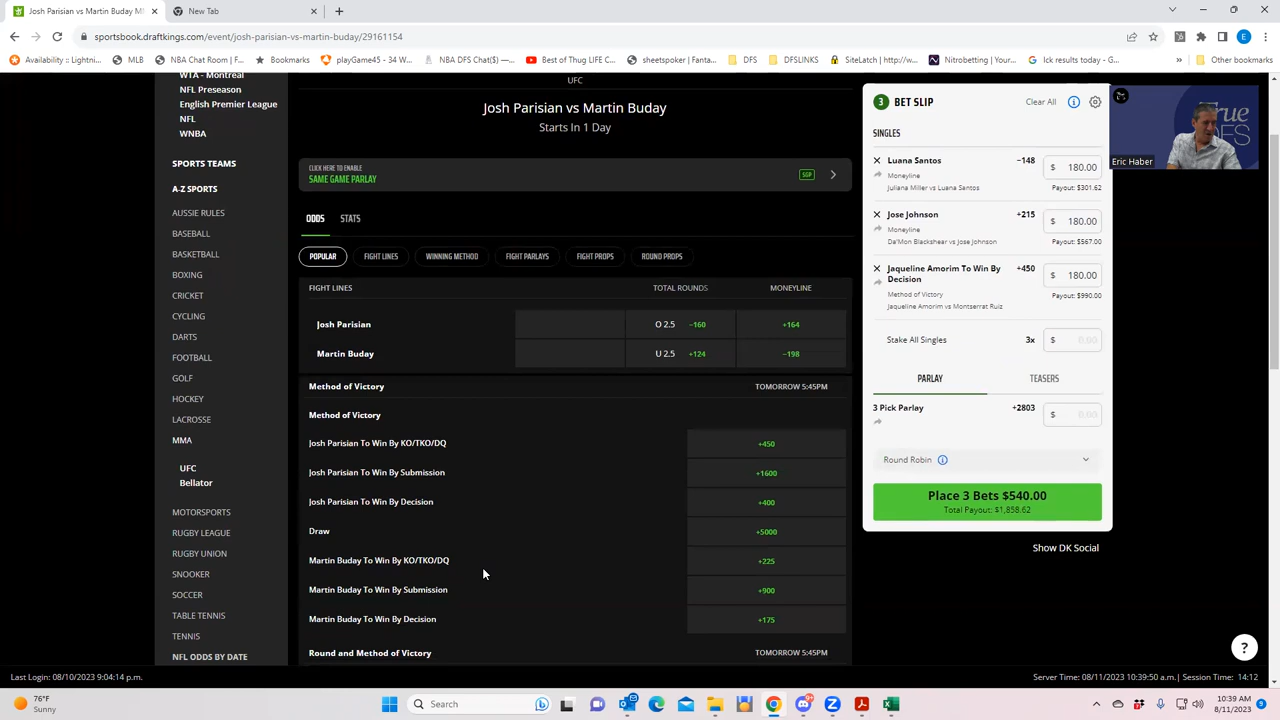 Josh Parisian vs Martin Buday M
New Tab
sportsbook.draftkings.com/event/josh-parisian-vs-martin-buday/29161154
E
Availability :: Lightni...
MLB
NBA Chat Room | F...
Bookmarks
playGame45 - 34 W...
NBA DFS Chat($) —...
Best of Thug LIFE C...
sheetspoker | Fanta...
DFS
DFSLINKS
SiteLatch | http://w...
Nitrobetting | Your...
Ick results today - G...
Other bookmarks
WTA - Montreal
NFL Preseason
English Premier League
NFL
WNBA
SPORTS TEAMS
A-Z SPORTS
AUSSIE RULES
BASEBALL
BASKETBALL
BOXING
CRICKET
CYCLING
DARTS
FOOTBALL
GOLF
HOCKEY
LACROSSE
MMA
UFC
Bellator
MOTORSPORTS
RUGBY LEAGUE
RUGBY UNION
SNOOKER
SOCCER
TABLE TENNIS
TENNIS
NFL ODDS BY DATE
UFC
Josh Parisian vs Martin Buday
Starts In 1 Day
CLICK HERE TO ENABLE
SAME GAME PARLAY
SGP
ODDS STATS
POPULAR FIGHT LINES WINNING METHOD FIGHT PARLAYS FIGHT PROPS ROUND PROPS
FIGHT LINES TOTAL ROUNDS MONEYLINE
Josh Parisian O 2.5 −160 +164
Martin Buday U 2.5 +124 −198
Method of Victory TOMORROW 5:45PM
Method of Victory
Josh Parisian To Win By KO/TKO/DQ +450
Josh Parisian To Win By Submission +1600
Josh Parisian To Win By Decision +400
Draw +5000
Martin Buday To Win By KO/TKO/DQ +225
Martin Buday To Win By Submission +900
Martin Buday To Win By Decision +175
Round and Method of Victory TOMORROW 5:45PM
3 BET SLIP Clear All
SINGLES
Luana Santos −148 $ 180.00
Moneyline
Juliana Miller vs Luana Santos Payout: $301.62
Jose Johnson +215 $ 180.00
Moneyline
Da'Mon Blackshear vs Jose Johnson Payout: $567.00
Jaqueline Amorim To Win By Decision +450 $ 180.00
Method of Victory Payout: $990.00
Jaqueline Amorim vs Montserrat Ruiz
Stake All Singles 3x $ 0.00
PARLAY TEASERS
3 Pick Parlay +2803 $ 0.00
Round Robin
Place 3 Bets $540.00
Total Payout: $1,858.62
Show DK Social
True
DFS
Eric Haber
?
Last Login: 08/10/2023 9:04:14 p.m.
Server Time: 08/11/2023 10:39:50 a.m.| Session Time: 14:12
76°F
Sunny
Search
10:39 AM
8/11/2023